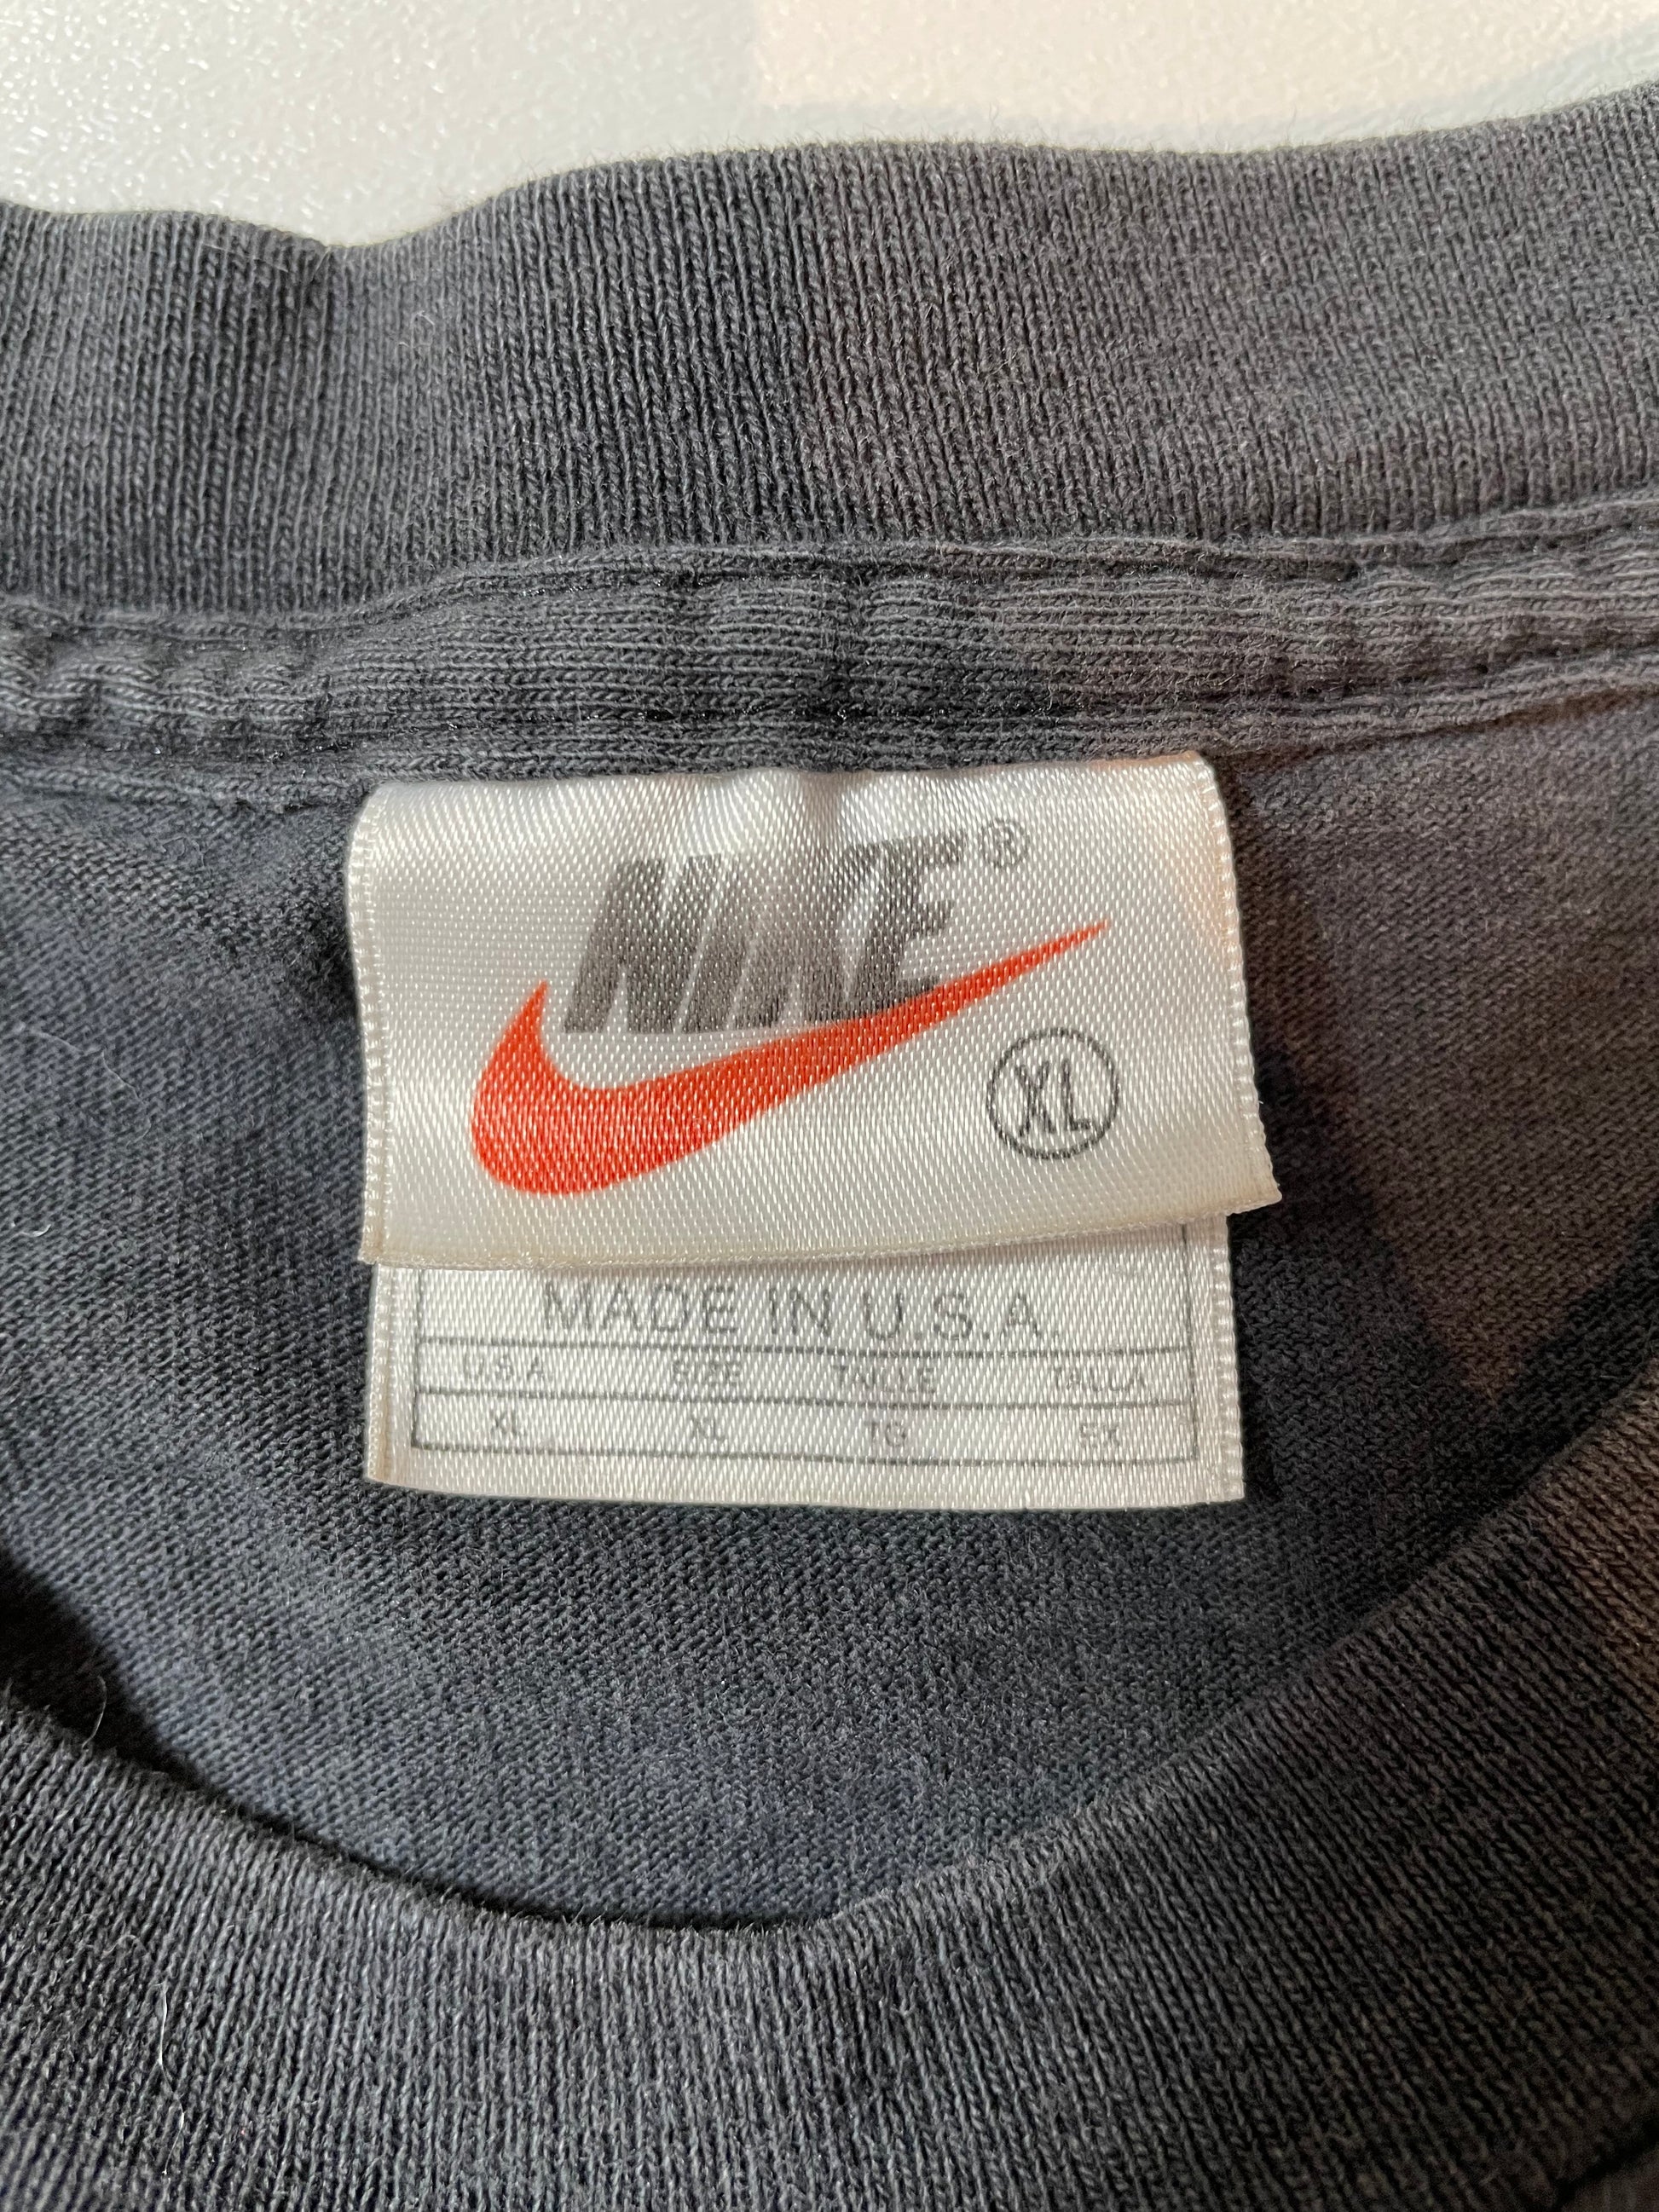 NIKE®
XL
MADE IN U.S.A.
U.S.A. SIZE TAILLE TALLA
XL XL TG EX